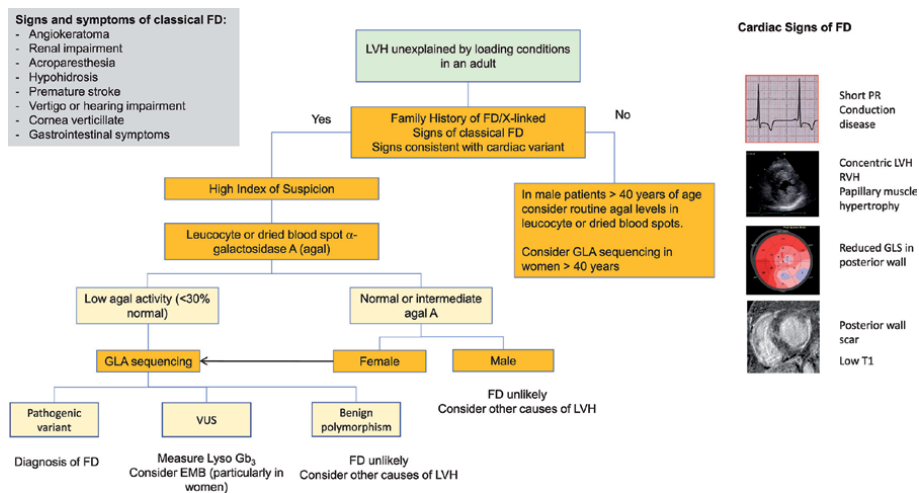 Signs and symptoms of classical FD:
- Angiokeratoma
- Renal impairment
- Acroparesthesia
- Hypohidrosis
- Premature stroke
- Vertigo or hearing impairment
- Cornea verticillate
- Gastrointestinal symptoms
LVH unexplained by loading conditions
in an adult
Yes
Family History of FD/X-linked
Signs of classical FD
Signs consistent with cardiac variant
No
High Index of Suspicion
In male patients > 40 years of age
consider routine agal levels in
leucocyte or dried blood spots.
Consider GLA sequencing in
women > 40 years
Leucocyte or dried blood spot α-
galactosidase A (agal)
Low agal activity (<30%
normal)
Normal or intermediate
agal A
GLA sequencing
Female
Male
FD unlikely
Consider other causes of LVH
Pathogenic
variant
VUS
Benign
polymorphism
Diagnosis of FD
Measure Lyso Gb₃
Consider EMB (particularly in
women)
FD unlikely
Consider other causes of LVH
Cardiac Signs of FD
Short PR
Conduction
disease
Concentric LVH
RVH
Papillary muscle
hypertrophy
Reduced GLS in
posterior wall
Posterior wall
scar
Low T1